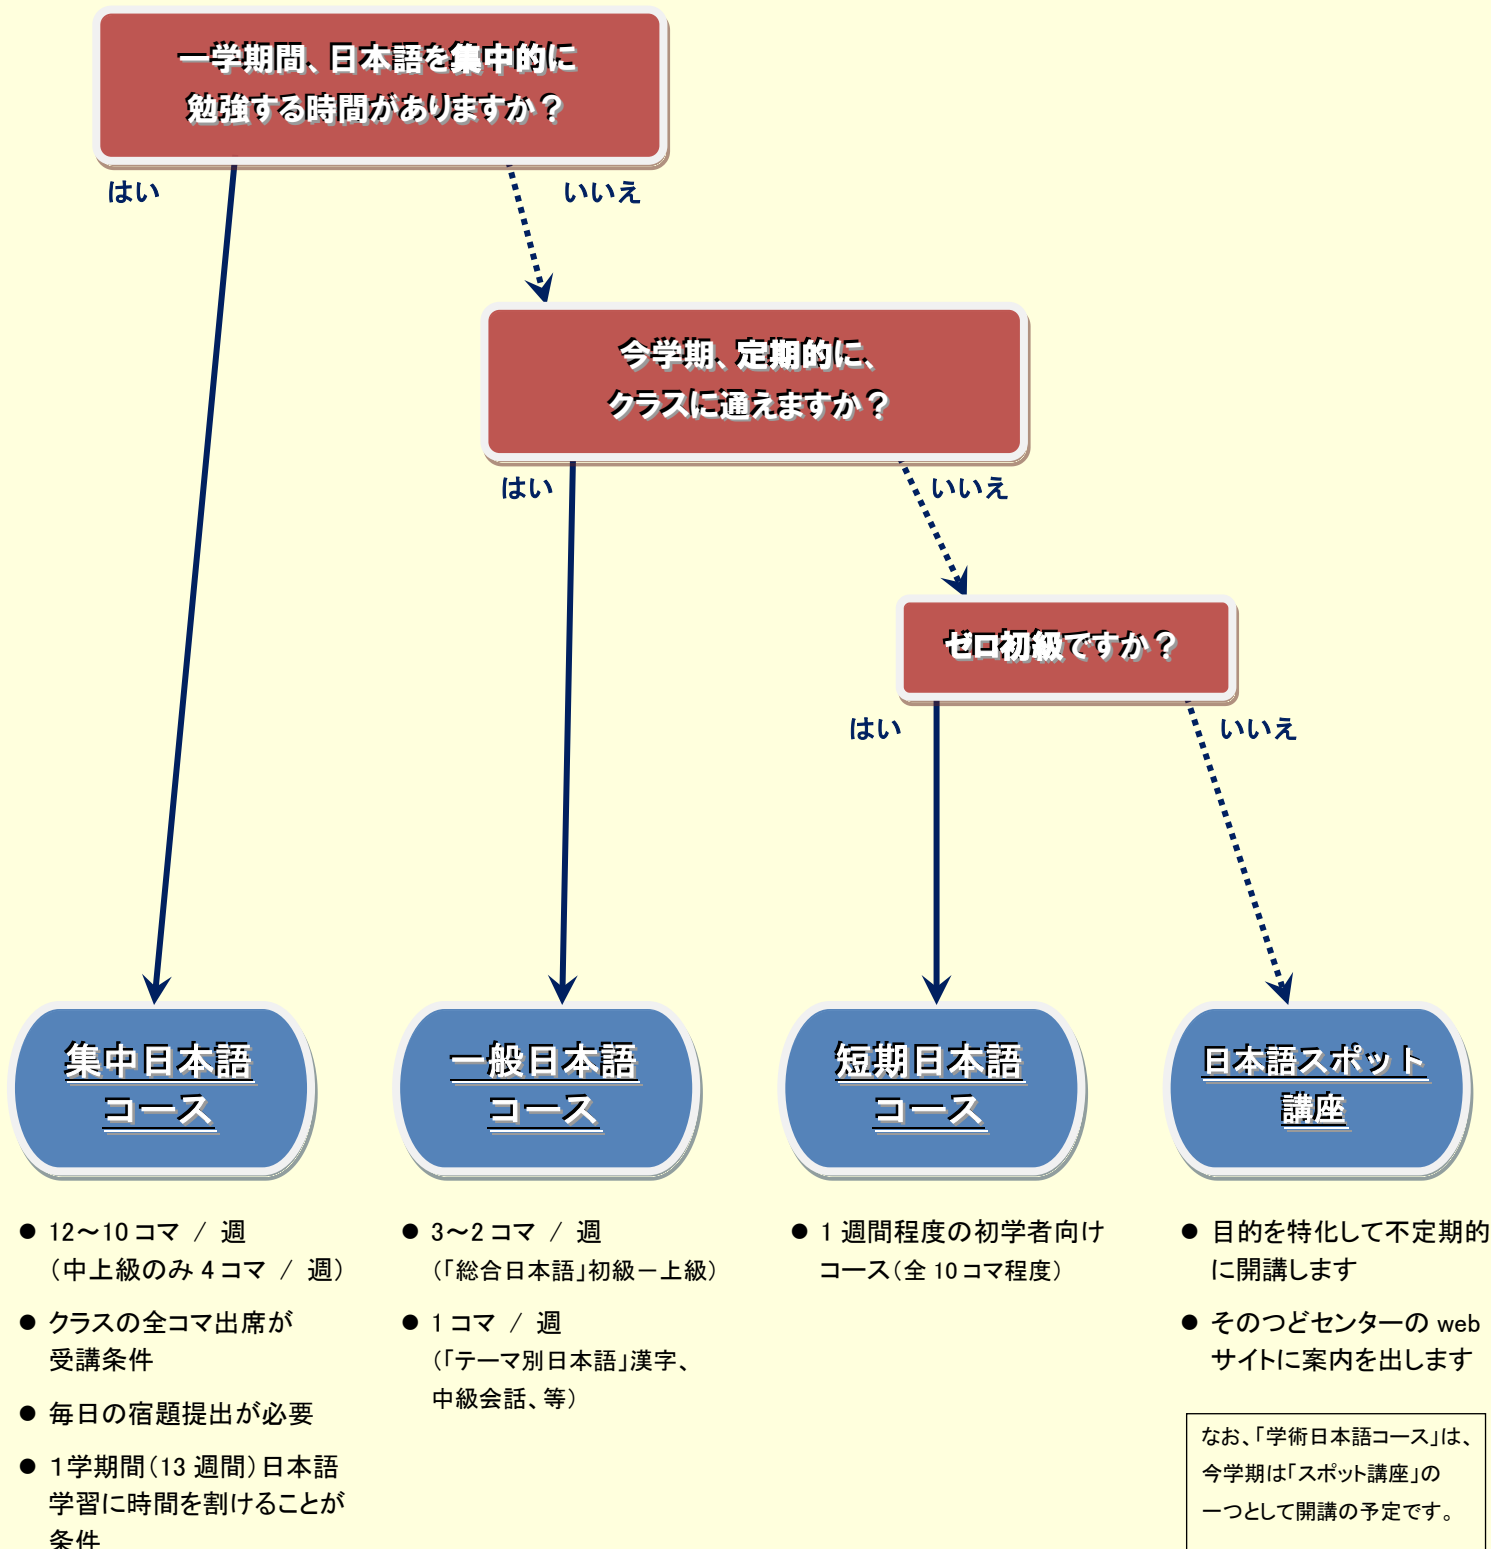 一学期間、日本語を集中的に
勉強する時間がありますか？
はい
いいえ
今学期、定期的に、
クラスに通えますか？
はい
いいえ
ゼロ初級ですか？
はい
いいえ
集中日本語
コース
一般日本語
コース
短期日本語
コース
日本語スポット
講座
● 12～10 コマ / 週
（中上級のみ 4 コマ / 週）
● クラスの全コマ出席が
受講条件
● 毎日の宿題提出が必要
● 1学期間（13 週間）日本語
学習に時間を割けることが
条件
● 3～2 コマ / 週
（「総合日本語」初級－上級）
● 1 コマ / 週
（「テーマ別日本語」漢字、
中級会話、等）
● 1 週間程度の初学者向け
コース（全 10 コマ程度）
● 目的を特化して不定期的
に開講します
● そのつどセンターの web
サイトに案内を出します
なお、「学術日本語コース」は、
今学期は「スポット講座」の
一つとして開講の予定です。